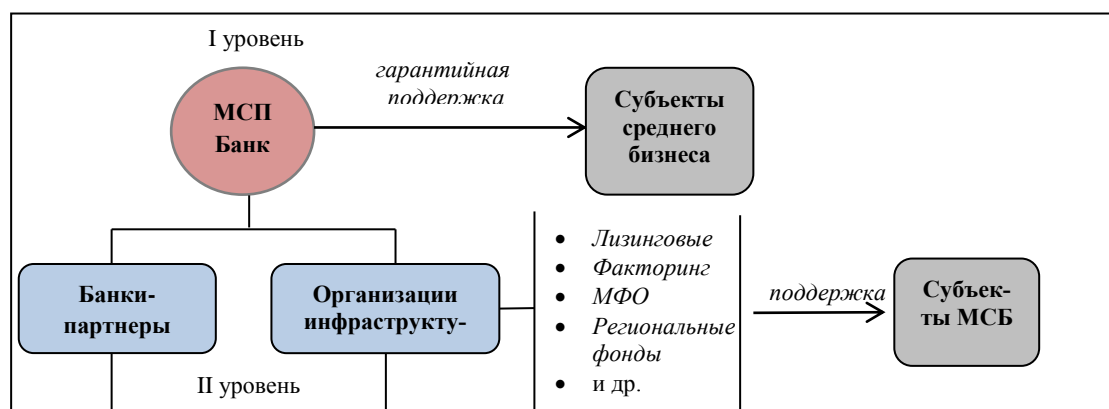 I уровень
гарантийная
поддержка
МСП
Банк
Субъекты
среднего
бизнеса
Банки-
партнеры
Организации
инфраструкту-
• Лизинговые
• Факторинг
• МФО
• Региональные
фонды
• и др.
поддержка
Субъек-
ты МСБ
II уровень